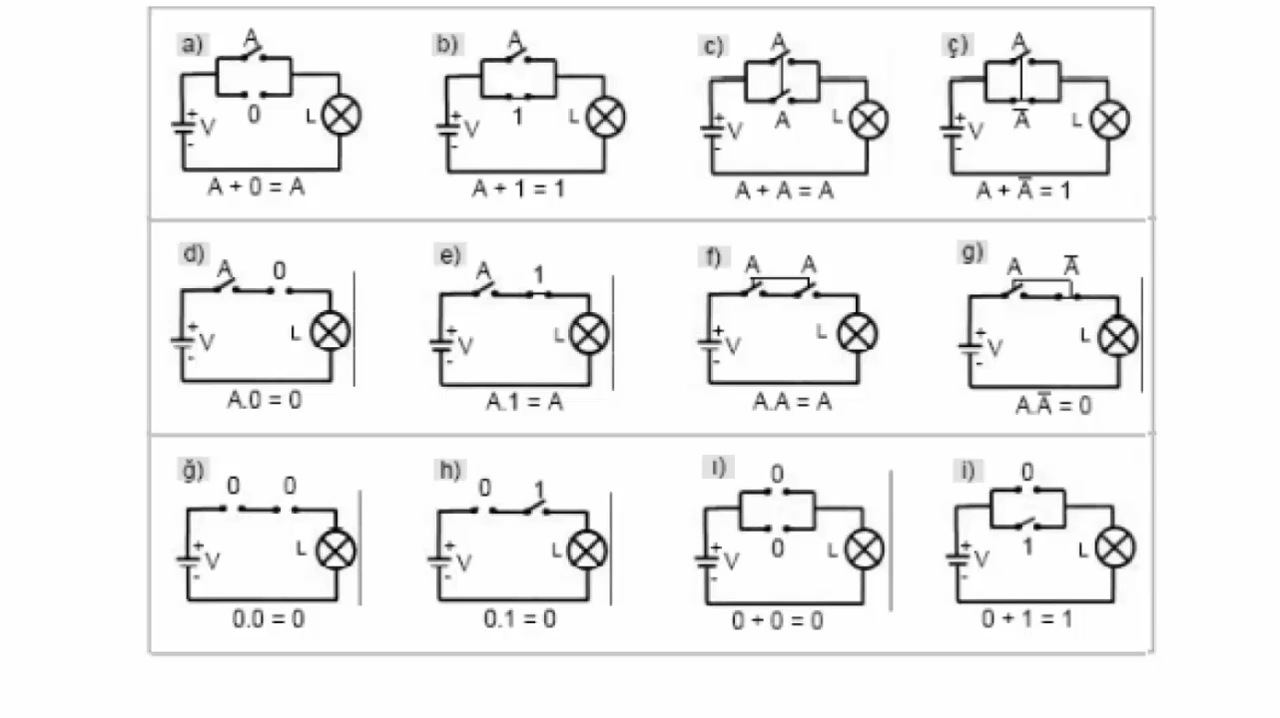 a) A b) A c) A ç) A
+ V - 0 L + V - 1 L + V - A L + V - A̅ L
A + 0 = A A + 1 = 1 A + A = A A + A̅ = 1
d) A 0 e) A 1 f) A A g) A A̅
+ V - L + V - L + V - L + V - L
A.0 = 0 A.1 = A A.A = A A.A̅ = 0
ğ) 0 0 h) 0 1 ı) 0 i) 0
+ V - L + V - L + V - 0 L + V - 1 L
0.0 = 0 0.1 = 0 0 + 0 = 0 0 + 1 = 1